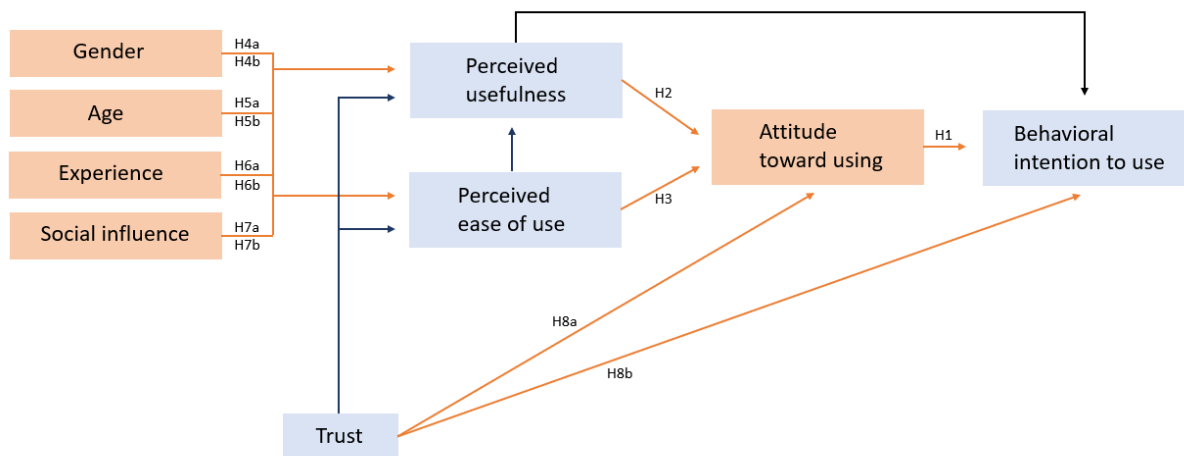 Gender
H4a
H4b
Age
H5a
H5b
Experience
H6a
H6b
Social influence
H7a
H7b
Perceived
usefulness
Perceived
ease of use
H2
H3
Attitude
toward using
H1
Behavioral
intention to use
H8a
H8b
Trust